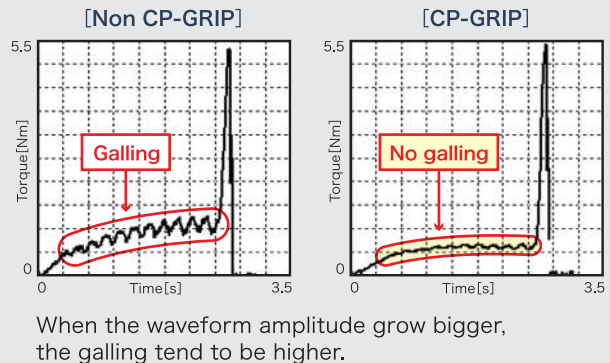 [Non CP-GRIP]
5.5
Torque[Nm]
Galling
0
0
Time[s]
3.5
[CP-GRIP]
5.5
Torque[Nm]
No galling
0
0
Time[s]
3.5
When the waveform amplitude grow bigger,
the galling tend to be higher.